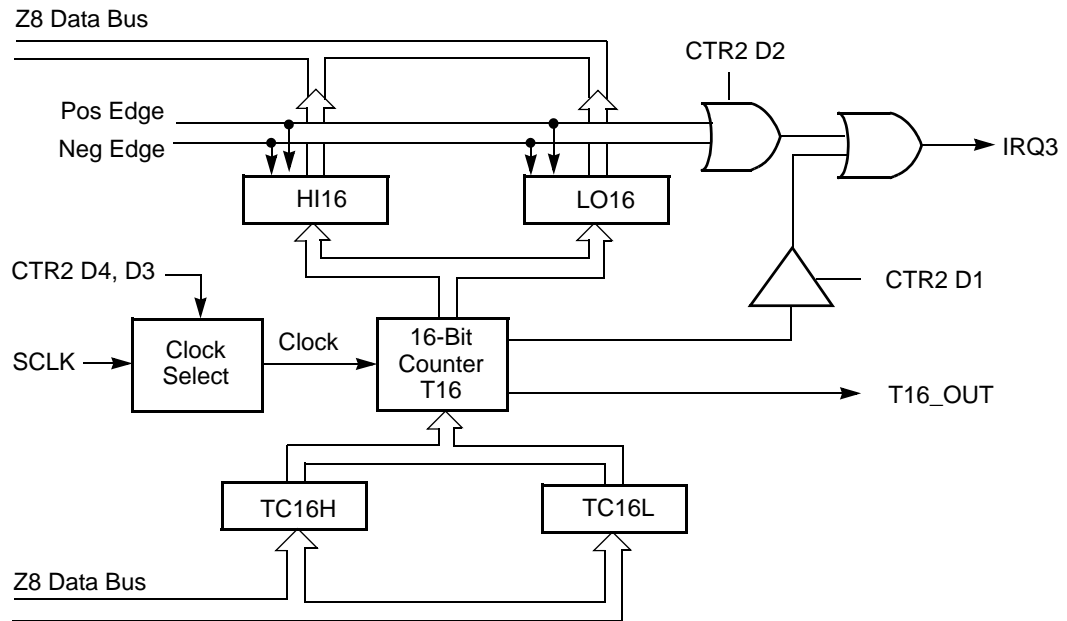 Z8 Data Bus
CTR2 D2
Pos Edge
Neg Edge
IRQ3
HI16
LO16
CTR2 D4, D3
CTR2 D1
SCLK
Clock
Select
Clock
16-Bit
Counter
T16
T16_OUT
TC16H
TC16L
Z8 Data Bus